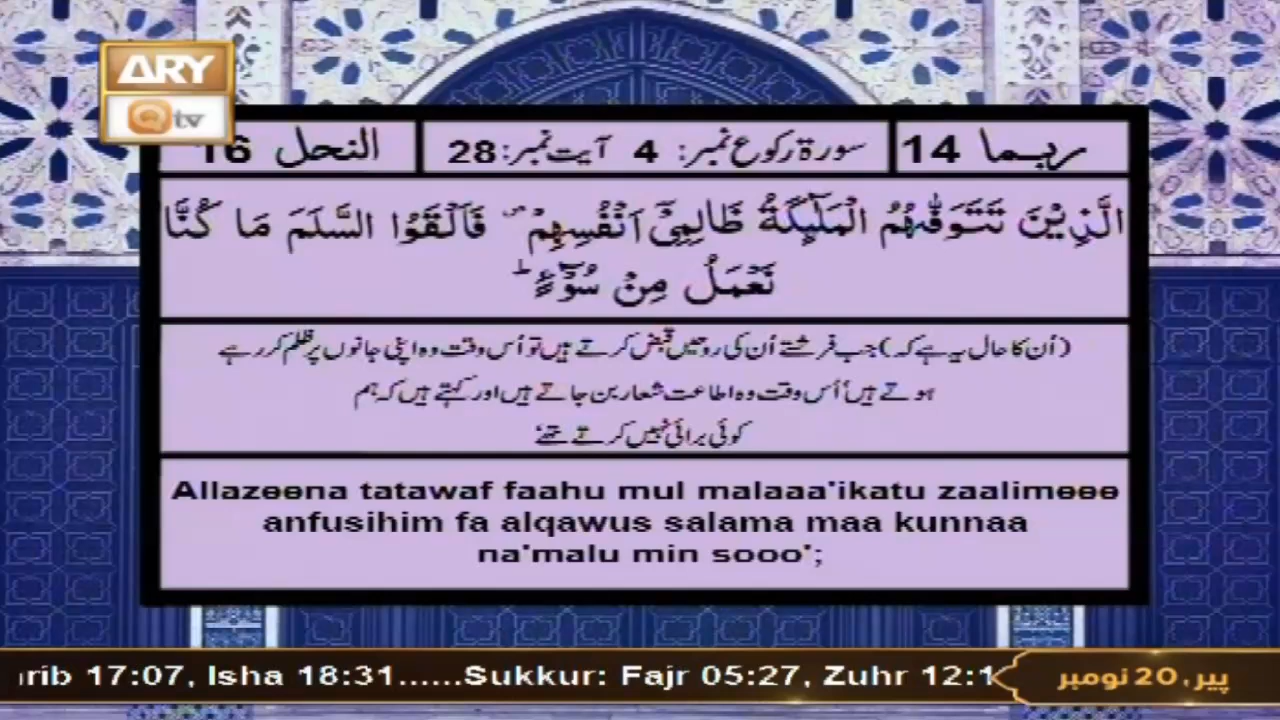 ARY
Qtv
ربما 14
سورۃ رکوع نمبر: 4 آیت نمبر: 28
النحل 16
الَّذِيْنَ تَتَوَفّٰىهُمُ الْمَلٰٓئِكَةُ ظَالِمِيْٓ اَنْفُسِهِمْ ۪ فَاَلْقَوُا السَّلَمَ مَا كُنَّا
نَعْمَلُ مِنْ سُوْٓءٍ ؕ
(اُن کا حال یہ ہے کہ) جب فرشتے اُن کی روحیں قبض کرتے ہیں تو اُس وقت وہ اپنی جانوں پر ظلم کر رہے
ہوتے ہیں' اُس وقت وہ اطاعت شعار بن جاتے ہیں اور کہتے ہیں کہ ہم
کوئی برائی نہیں کرتے تھے'
Allazeena tatawaf faahu mul malaaa'ikatu zaalimeee
anfusihim fa alqawus salama maa kunnaa
na'malu min sooo';
rib 17:07, Isha 18:31......Sukkur: Fajr 05:27, Zuhr 12:1
پیر، 20 نومبر